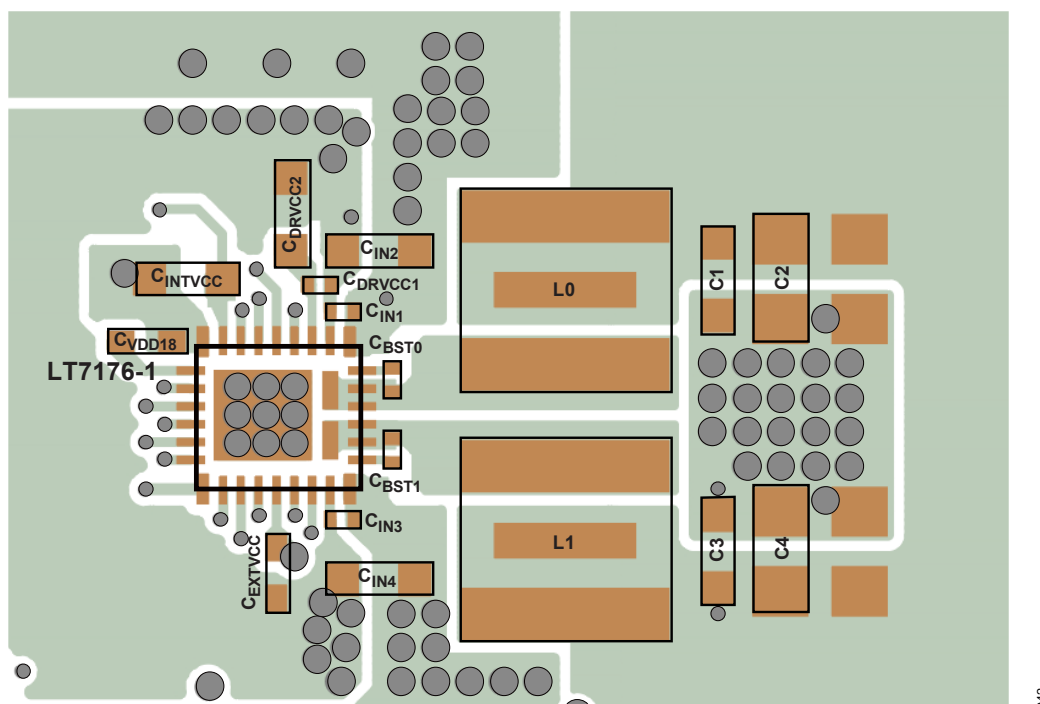 CDRVCC2
CIN2
CINTVCC
CDRVCC1
CIN1
CVDD18
CBST0
LT7176-1
L0
C1
C2
CBST1
CIN3
L1
C3
C4
CEXTVCC
CIN4